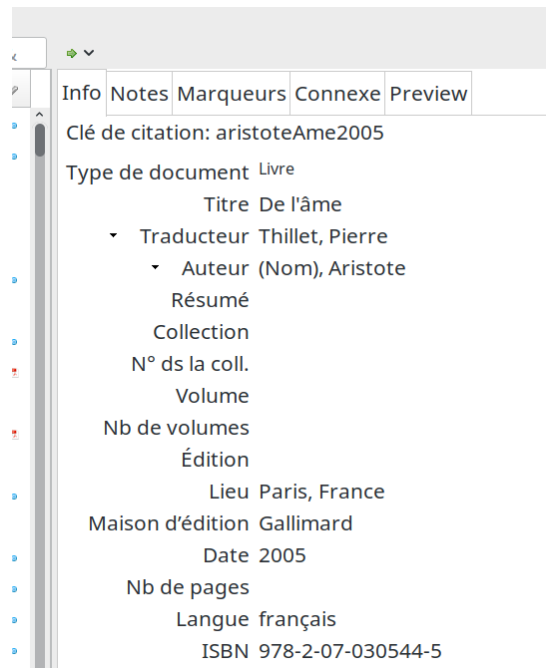 Info Notes Marqueurs Connexe Preview
Clé de citation: aristoteAme2005
Type de document Livre
Titre De l'âme
Traducteur Thillet, Pierre
Auteur (Nom), Aristote
Résumé
Collection
N° ds la coll.
Volume
Nb de volumes
Édition
Lieu Paris, France
Maison d’édition Gallimard
Date 2005
Nb de pages
Langue français
ISBN 978-2-07-030544-5